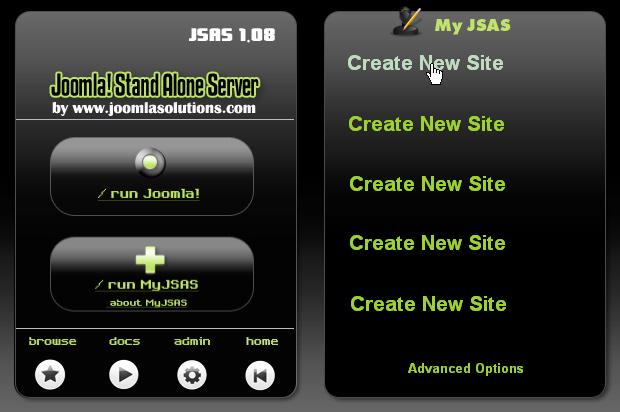 JSAS 1.08
Joomla! Stand Alone Server
by www.joomlasolutions.com
/ run Joomla!
/ run MyJSAS
about MyJSAS
browse docs admin home
My JSAS
Create New Site
Create New Site
Create New Site
Create New Site
Create New Site
Advanced Options